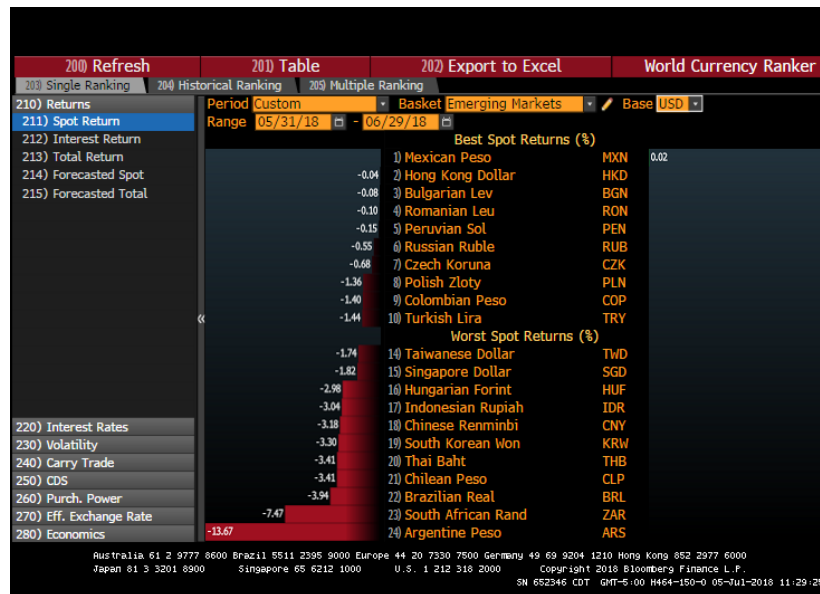 200) Refresh 201) Table 202) Export to Excel World Currency Ranker
203) Single Ranking 204) Historical Ranking 205) Multiple Ranking
210) Returns Period Custom Basket Emerging Markets Base USD
211) Spot Return Range 05/31/18 - 06/29/18
212) Interest Return Best Spot Returns (%)
213) Total Return 1) Mexican Peso MXN 0.02
214) Forecasted Spot -0.04 2) Hong Kong Dollar HKD
215) Forecasted Total -0.08 3) Bulgarian Lev BGN
-0.10 4) Romanian Leu RON
-0.15 5) Peruvian Sol PEN
-0.55 6) Russian Ruble RUB
-0.68 7) Czech Koruna CZK
-1.36 8) Polish Zloty PLN
-1.40 9) Colombian Peso COP
« -1.44 10) Turkish Lira TRY
Worst Spot Returns (%)
-1.74 14) Taiwanese Dollar TWD
-1.82 15) Singapore Dollar SGD
-2.98 16) Hungarian Forint HUF
-3.04 17) Indonesian Rupiah IDR
220) Interest Rates -3.18 18) Chinese Renminbi CNY
230) Volatility -3.30 19) South Korean Won KRW
240) Carry Trade -3.41 20) Thai Baht THB
250) CDS -3.41 21) Chilean Peso CLP
260) Purch. Power -3.94 22) Brazilian Real BRL
270) Eff. Exchange Rate -7.47 23) South African Rand ZAR
280) Economics -13.67 24) Argentine Peso ARS
Australia 61 2 9777 8600 Brazil 5511 2395 9000 Europe 44 20 7330 7500 Germany 49 69 9204 1210 Hong Kong 852 2977 6000
Japan 81 3 3201 8900 Singapore 65 6212 1000 U.S. 1 212 318 2000 Copyright 2018 Bloomberg Finance L.P.
SN 652346 CDT GMT-5:00 H464-150-0 05-Jul-2018 11:29:25